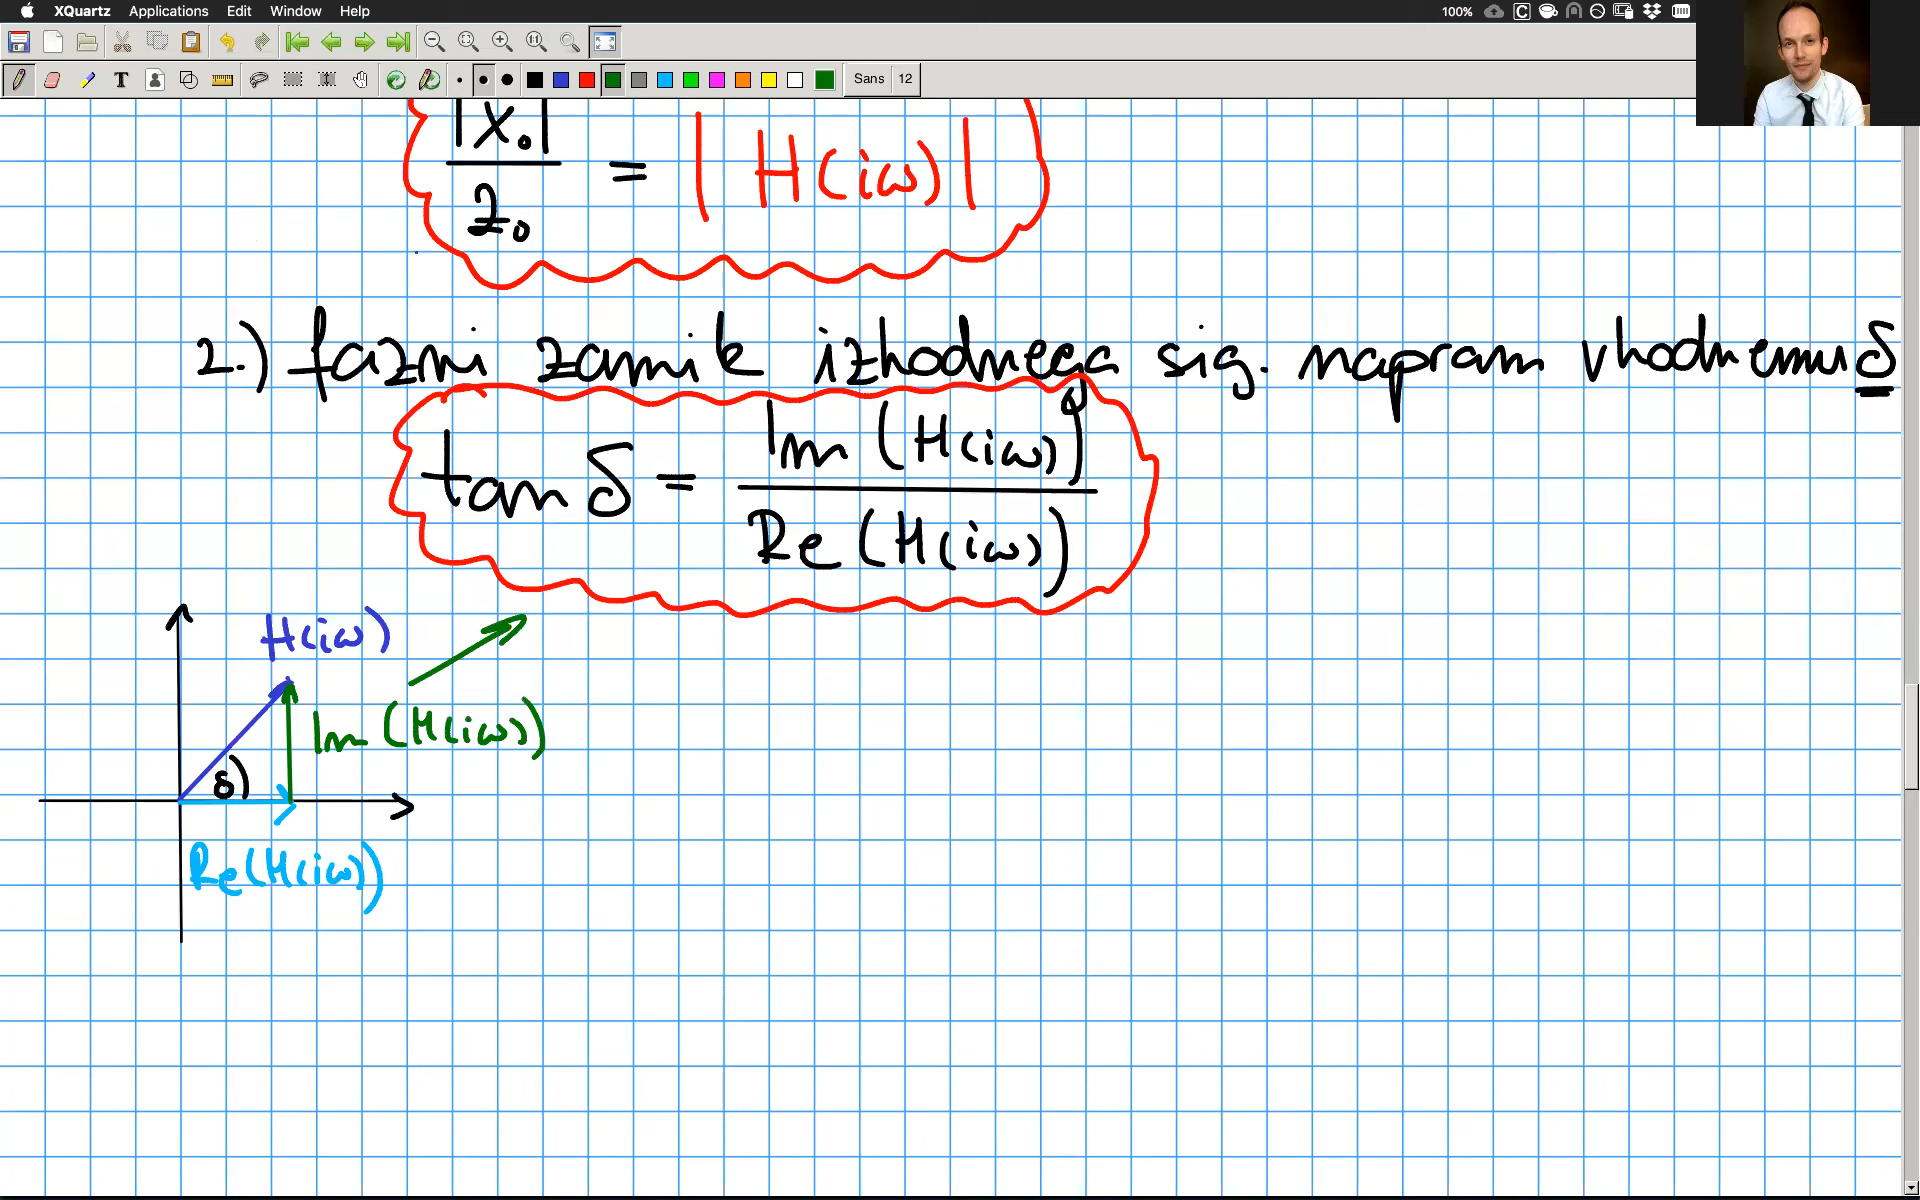 XQuartz Applications Edit Window Help 100%
Sans 12
|x₀| / z₀ = | H(iω) |
2.) fazni zamik izhodnega sig. napram vhodnemu δ
tan δ = Im (H(iω)) / Re (H(iω))
H(iω)
Im (H(iω))
δ
Re(H(iω))